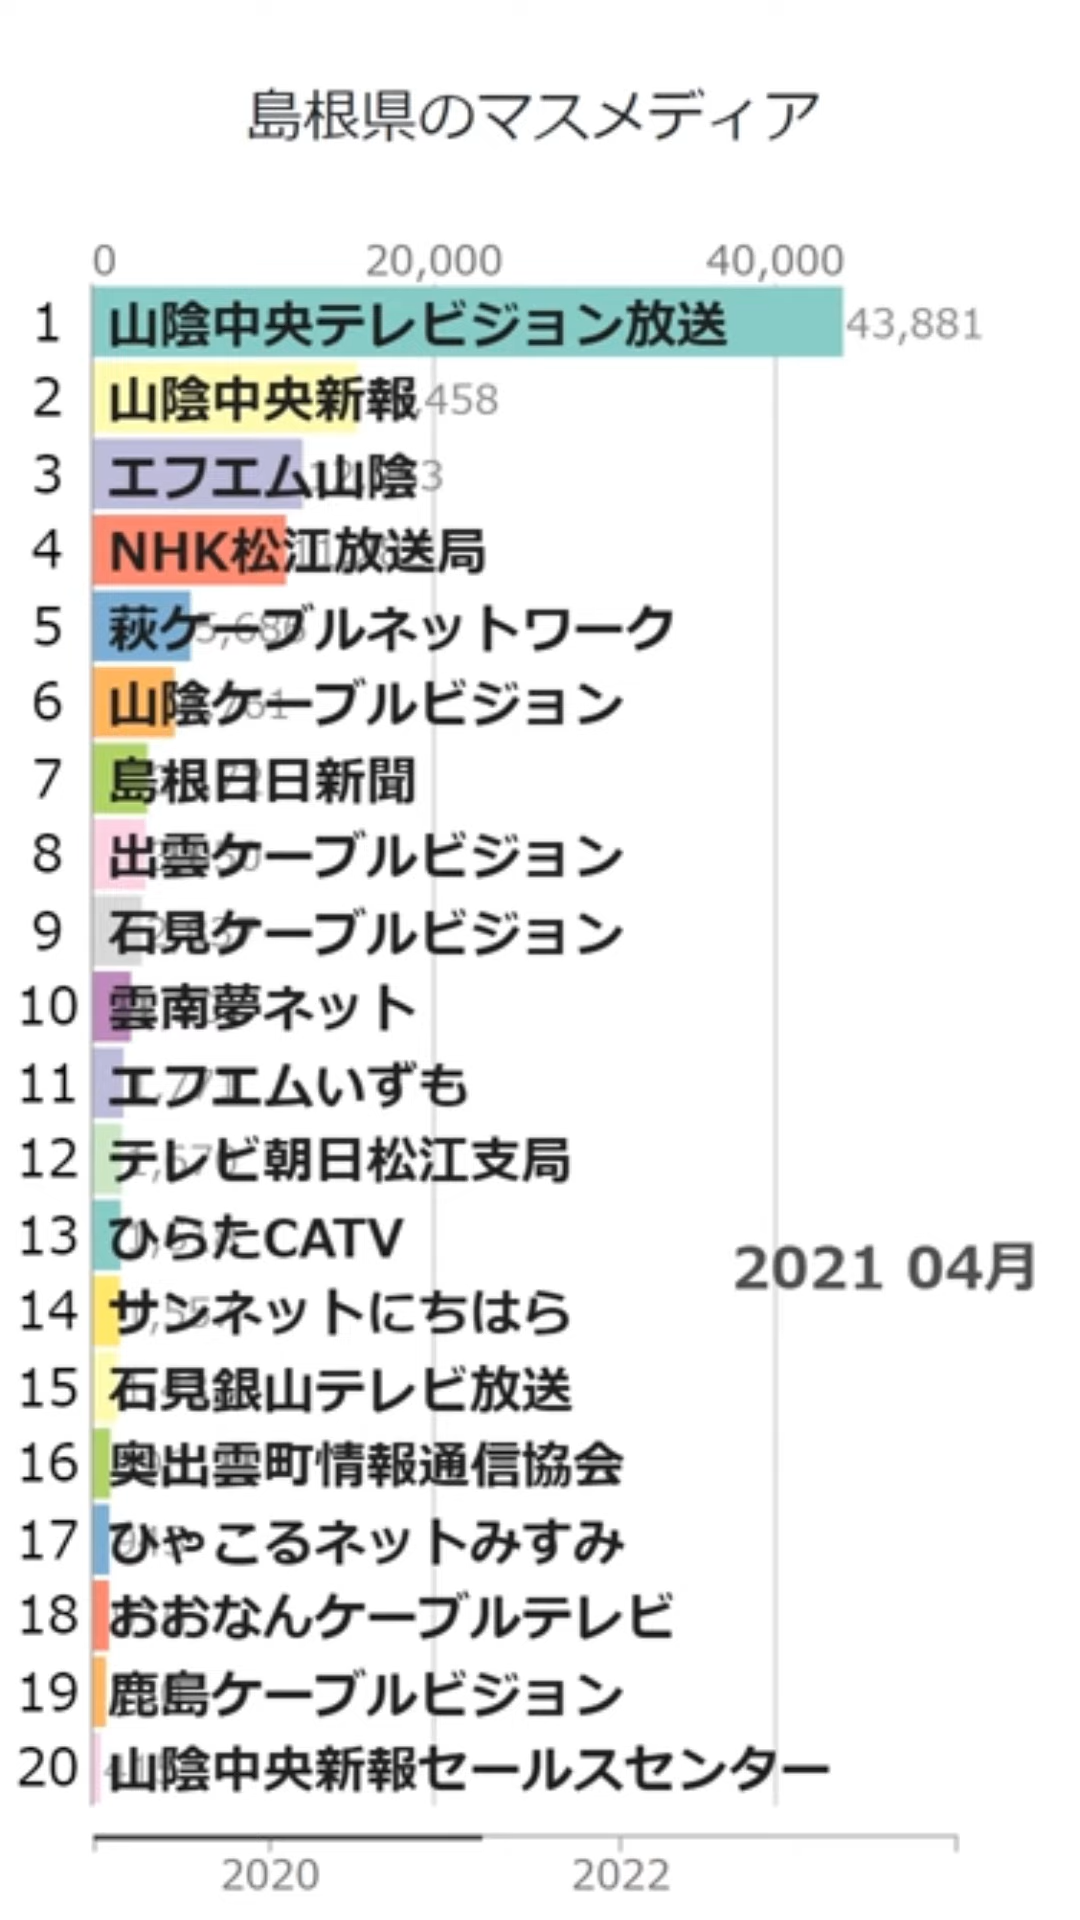 島根県のマスメディア
0 20,000 40,000
1 山陰中央テレビジョン放送 43,881
2 山陰中央新報 ,458
3 エフエム山陰
4 NHK松江放送局
5 萩ケーブルネットワーク 5,686
6 山陰ケーブルビジョン
7 島根日日新聞
8 出雲ケーブルビジョン
9 石見ケーブルビジョン
10 雲南夢ネット
11 エフエムいずも
12 テレビ朝日松江支局
13 ひらたCATV
14 サンネットにちはら
15 石見銀山テレビ放送
16 奥出雲町情報通信協会
17 ひゃこるネットみすみ
18 おおなんケーブルテレビ
19 鹿島ケーブルビジョン
20 山陰中央新報セールスセンター
2021 04月
2020 2022